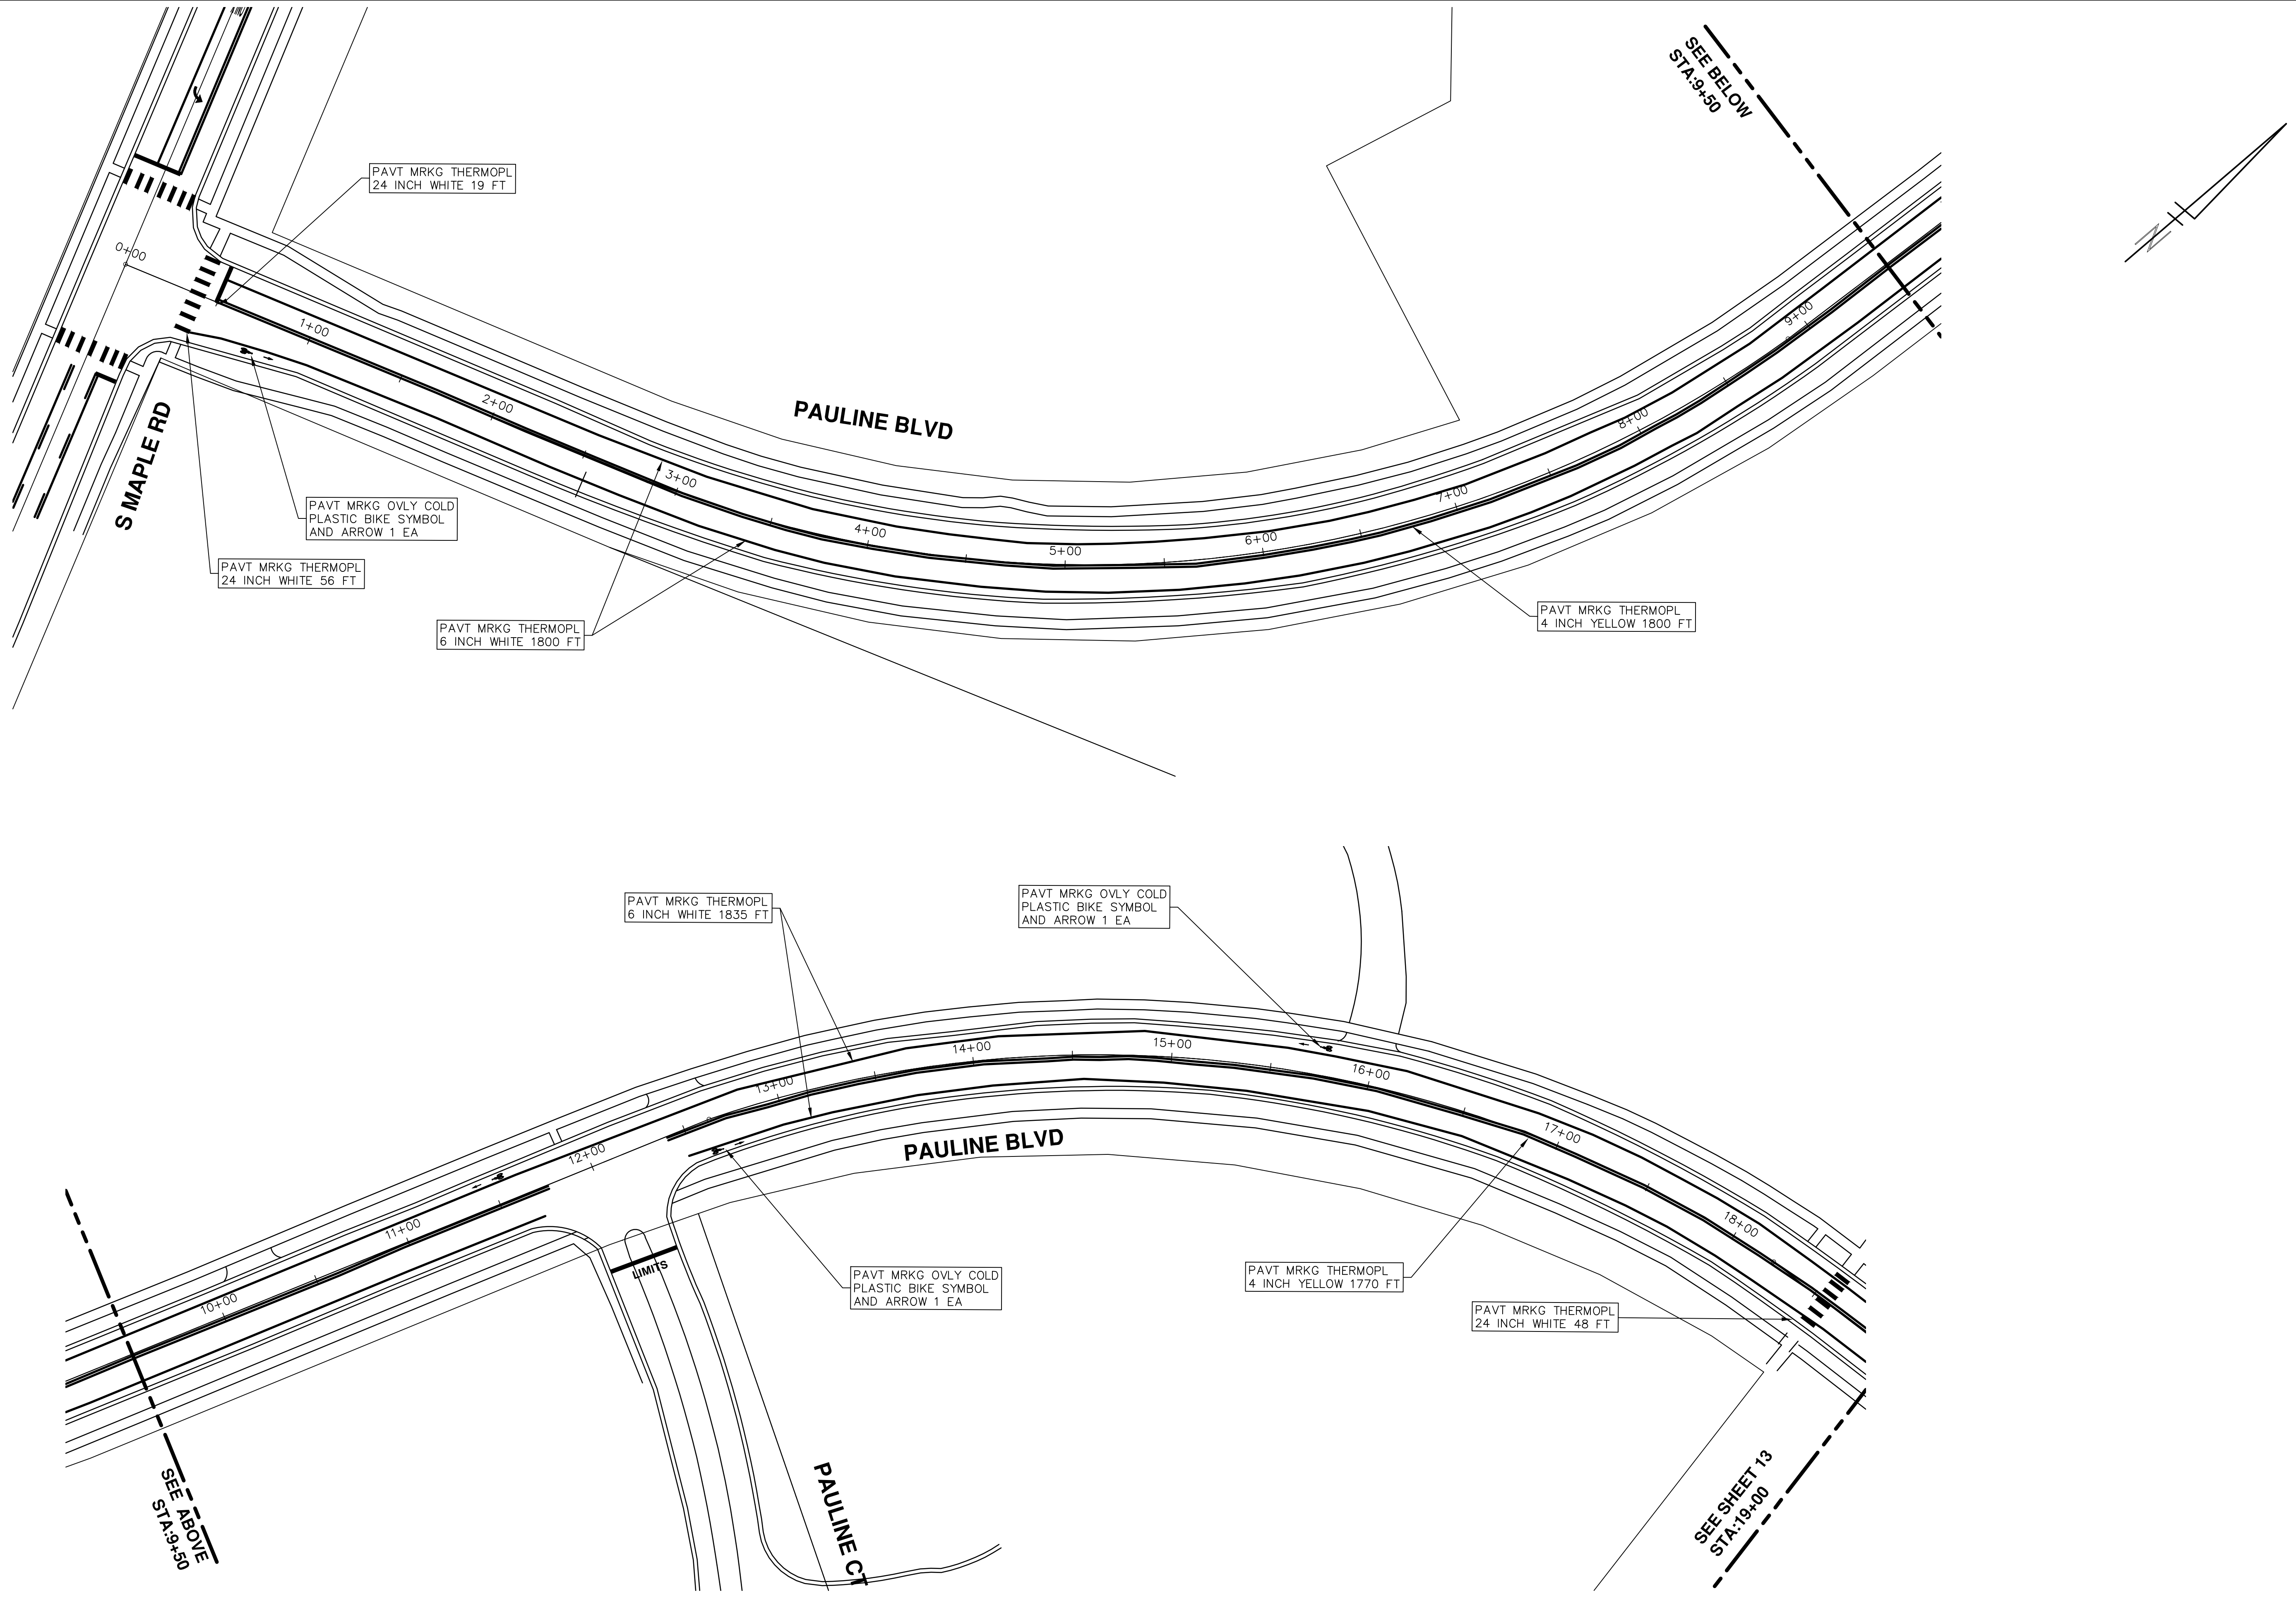 SEE BELOW
STA:9+50
N
PAVT MRKG THERMOPL
24 INCH WHITE 19 FT
0+00
1+00
2+00
3+00
4+00
5+00
6+00
7+00
8+00
9+00
PAULINE BLVD
S MAPLE RD
PAVT MRKG OVLY COLD
PLASTIC BIKE SYMBOL
AND ARROW 1 EA
PAVT MRKG THERMOPL
24 INCH WHITE 56 FT
PAVT MRKG THERMOPL
6 INCH WHITE 1800 FT
PAVT MRKG THERMOPL
4 INCH YELLOW 1800 FT
PAVT MRKG THERMOPL
6 INCH WHITE 1835 FT
PAVT MRKG OVLY COLD
PLASTIC BIKE SYMBOL
AND ARROW 1 EA
10+00
11+00
12+00
13+00
14+00
15+00
16+00
17+00
18+00
PAULINE BLVD
LIMITS
PAVT MRKG OVLY COLD
PLASTIC BIKE SYMBOL
AND ARROW 1 EA
PAVT MRKG THERMOPL
4 INCH YELLOW 1770 FT
PAVT MRKG THERMOPL
24 INCH WHITE 48 FT
SEE ABOVE
STA:9+50
PAULINE CT
SEE SHEET 13
STA:19+00